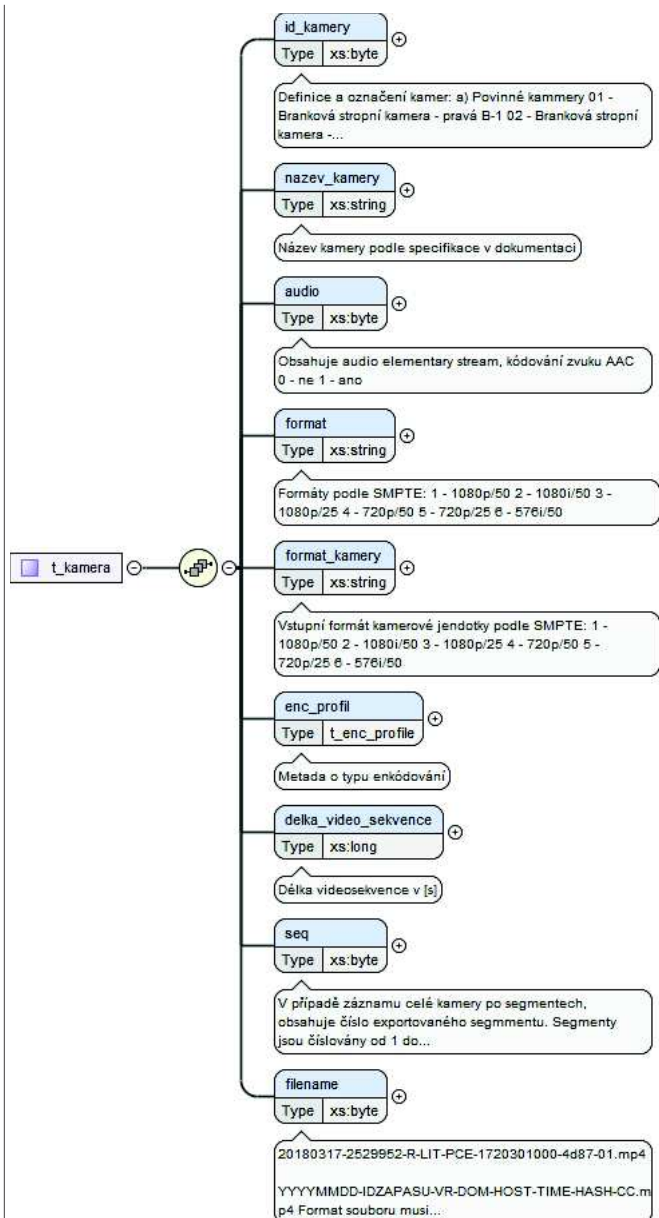 id_kamery
Type xs:byte
Definice a označení kamer: a) Povinné kammery 01 -
Branková stropní kamera - pravá B-1 02 - Branková stropní
kamera -...
nazev_kamery
Type xs:string
Název kamery podle specifikace v dokumentaci
audio
Type xs:byte
Obsahuje audio elementary stream, kódování zvuku AAC
0 - ne 1 - ano
format
Type xs:string
Formáty podle SMPTE: 1 - 1080p/50 2 - 1080i/50 3 -
1080p/25 4 - 720p/50 5 - 720p/25 6 - 576i/50
t_kamera
format_kamery
Type xs:string
Vstupní formát kamerové jendotky podle SMPTE: 1 -
1080p/50 2 - 1080i/50 3 - 1080p/25 4 - 720p/50 5 -
720p/25 6 - 576i/50
enc_profil
Type t_enc_profile
Metada o typu enkódování
delka_video_sekvence
Type xs:long
Délka videosekvence v [s]
seq
Type xs:byte
V případě záznamu celé kamery po segmentech,
obsahuje číslo exportovaného segmmentu. Segmenty
jsou číslovány od 1 do...
filename
Type xs:byte
20180317-2529952-R-LIT-PCE-1720301000-4d87-01.mp4
YYYYMMDD-IDZAPASU-VR-DOM-HOST-TIME-HASH-CC.m
p4 Format souboru musi...